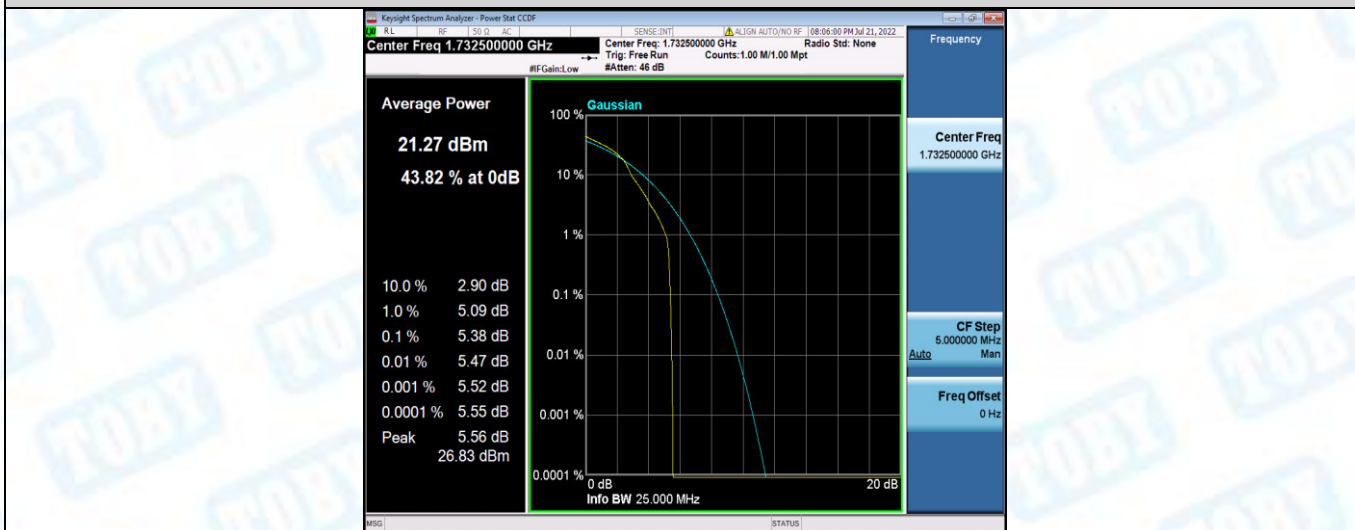 Keysight Spectrum Analyzer - Power Stat CCDF
RL RF 50 Ω AC SENSE:INT ALIGN AUTO/NO RF 08:06:00 PM Jul 21, 2022
Center Freq 1.732500000 GHz
Center Freq: 1.732500000 GHz Radio Std: None
Trig: Free Run Counts:1.00 M/1.00 Mpt
#IFGain:Low #Atten: 46 dB
Frequency
Average Power
21.27 dBm
43.82 % at 0dB
10.0 % 2.90 dB
1.0 % 5.09 dB
0.1 % 5.38 dB
0.01 % 5.47 dB
0.001 % 5.52 dB
0.0001 % 5.55 dB
Peak 5.56 dB
26.83 dBm
Gaussian
100 %
10 %
1 %
0.1 %
0.01 %
0.001 %
0.0001 %
0 dB 20 dB
Info BW 25.000 MHz
Center Freq
1.732500000 GHz
CF Step
5.000000 MHz
Auto Man
Freq Offset
0 Hz
MSG STATUS
TOBY
TOBY
TOBY
TOBY
TOBY
TOBY
TOBY